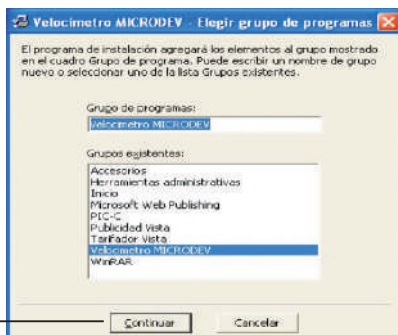 Velocimetro MICRODEV - Elegir grupo de programas
El programa de instalación agregará los elementos al grupo mostrado
en el cuadro Grupo de programa. Puede escribir un nombre de grupo
nuevo o seleccionar uno de la lista Grupos existentes.
Grupo de programas:
Velocimetro MICRODEV
Grupos existentes:
Accesorios
Herramientas administrativas
Inicio
Microsoft Web Publishing
PIC-C
Publicidad Vista
Tarifador Vista
Velocimetro MICRODEV
WinRAR
Continuar
Cancelar